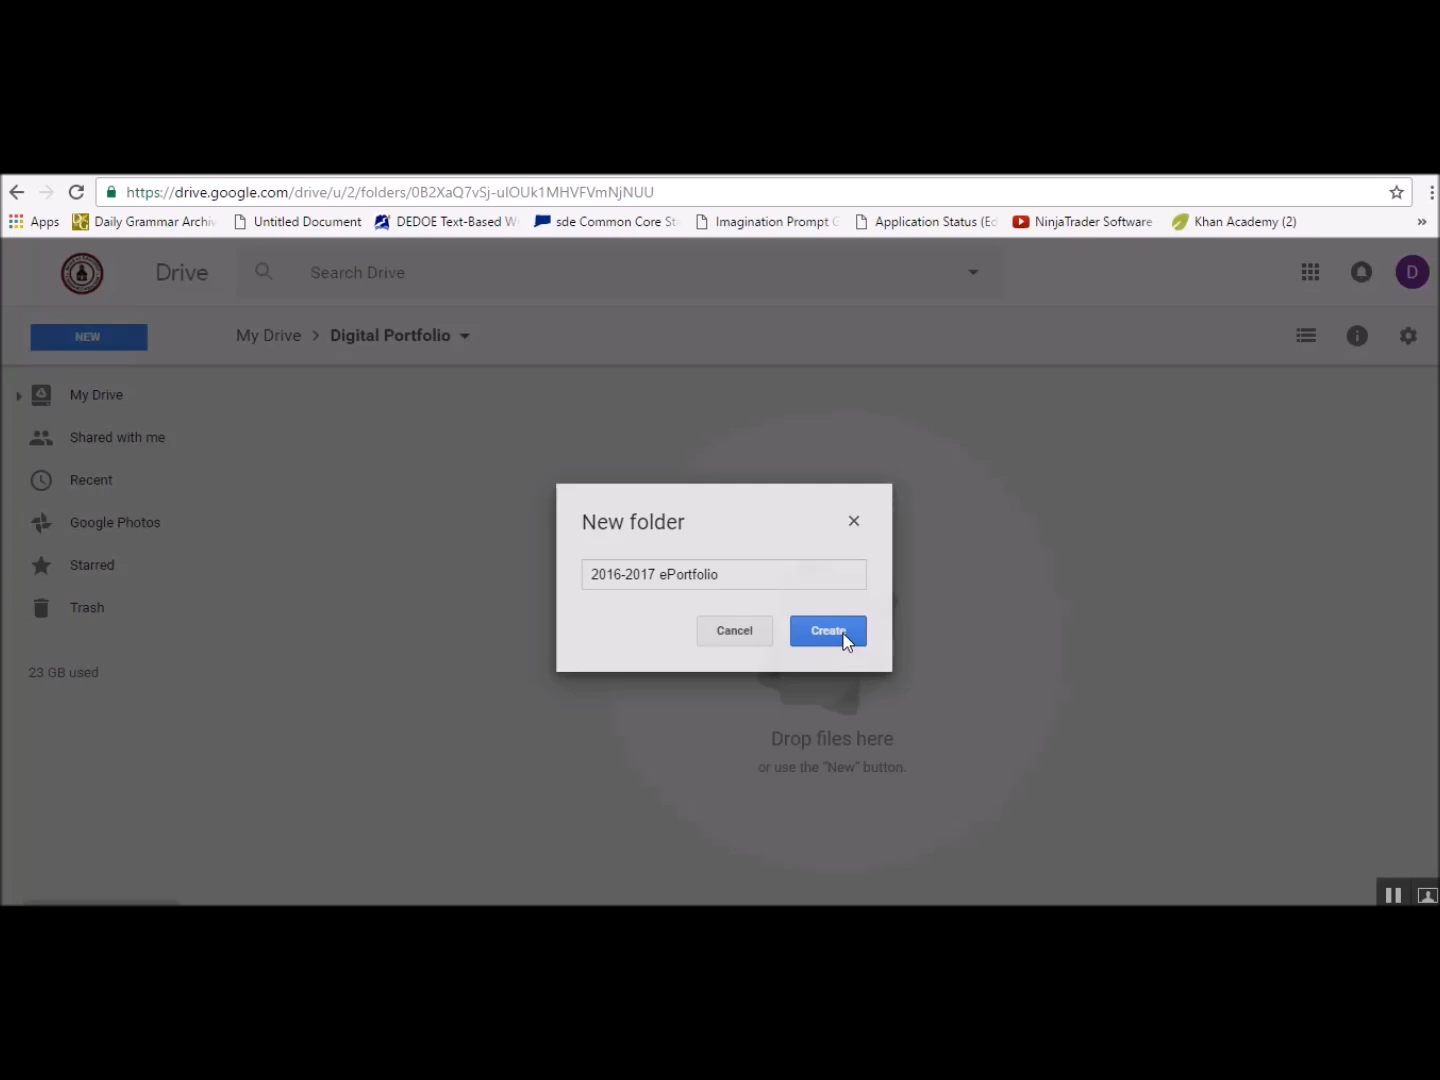 https://drive.google.com/drive/u/2/folders/0B2XaQ7vSj-uIOUk1MHVFVmNjNUU
Apps Daily Grammar Archiv Untitled Document DEDOE Text-Based W sde Common Core Sta Imagination Prompt G Application Status (Ed NinjaTrader Software Khan Academy (2) »
Drive Search Drive D
NEW My Drive > Digital Portfolio
My Drive
Shared with me
Recent
Google Photos
Starred
Trash
23 GB used
New folder
2016-2017 ePortfolio
Cancel Create
Drop files here
or use the "New" button.